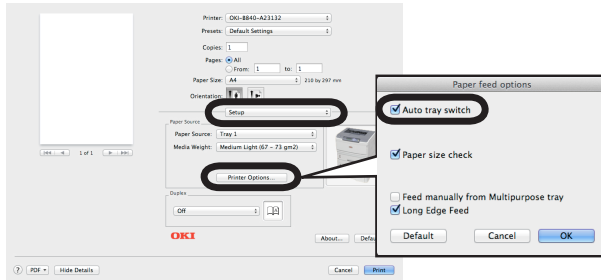 Printer: OKI-B840-A23132
Presets: Default Settings
Copies: 1
Pages: All
From: 1 to: 1
Paper Size: A4 210 by 297 mm
Orientation:
Setup
Paper Source
Paper Source: Tray 1
Media Weight: Medium Light (67 – 73 gm2)
Printer Options...
1 of 1
Duplex
Off
OKI
About...
Defau
? PDF Hide Details Cancel Print
Paper feed options
Auto tray switch
Paper size check
Feed manually from Multipurpose tray
Long Edge Feed
Default Cancel OK